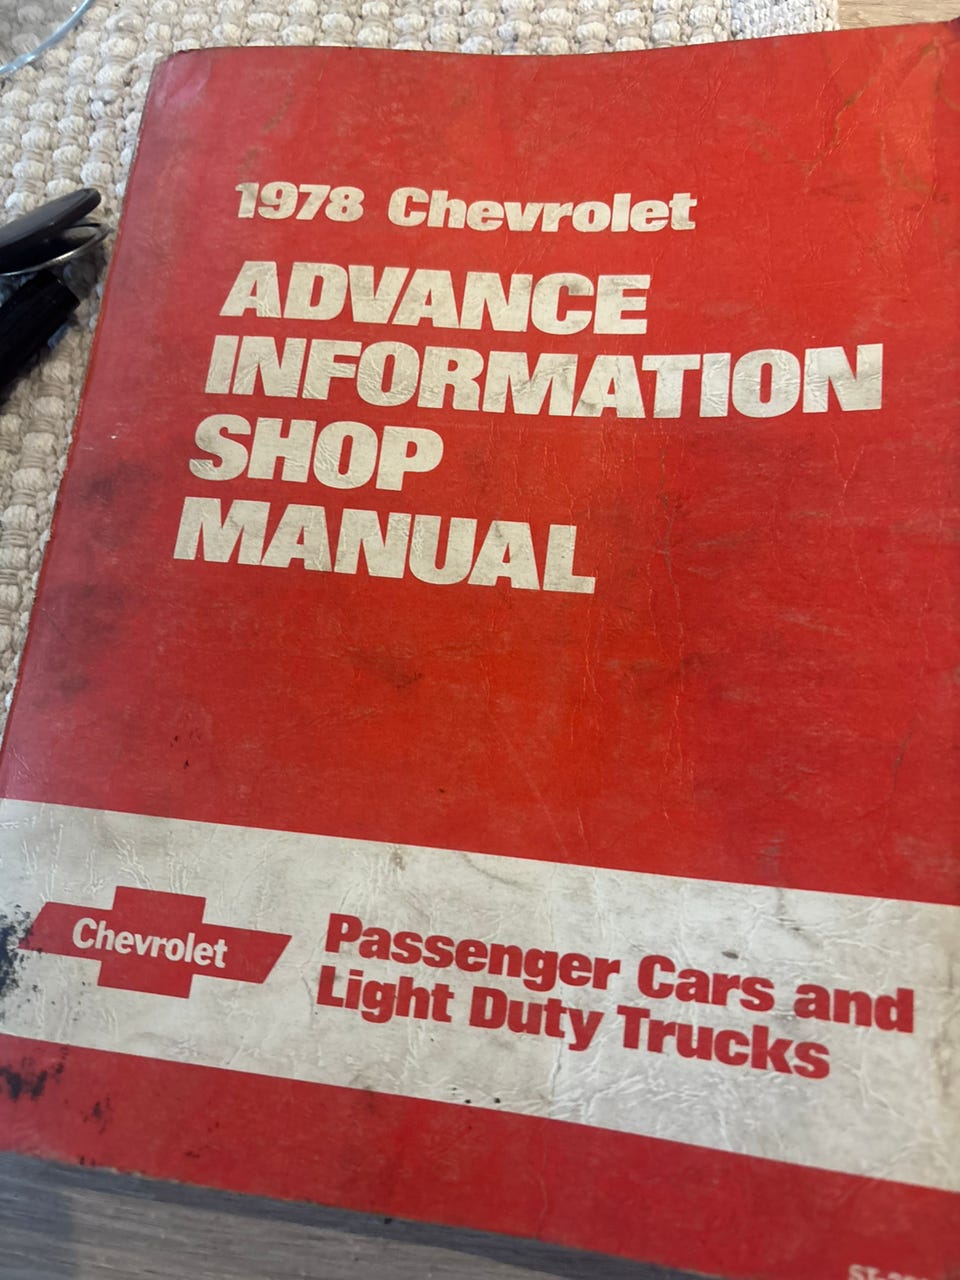 1978 Chevrolet
ADVANCE
INFORMATION
SHOP
MANUAL
Chevrolet
Passenger Cars and
Light Duty Trucks